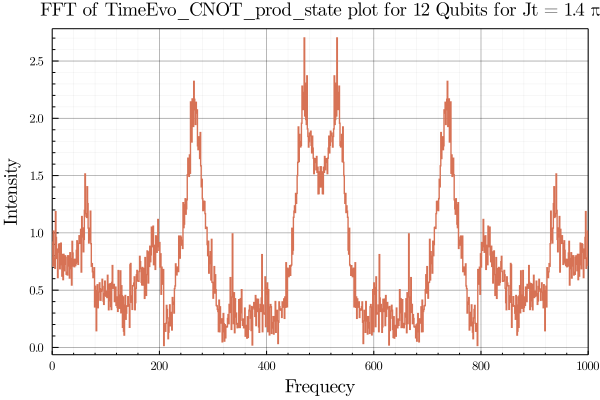 FFT of TimeEvo_CNOT_prod_state plot for 12 Qubits for Jt = 1.4 π
Intensity
2.5
2.0
1.5
1.0
0.5
0.0
0 200 400 600 800 1000
Frequecy